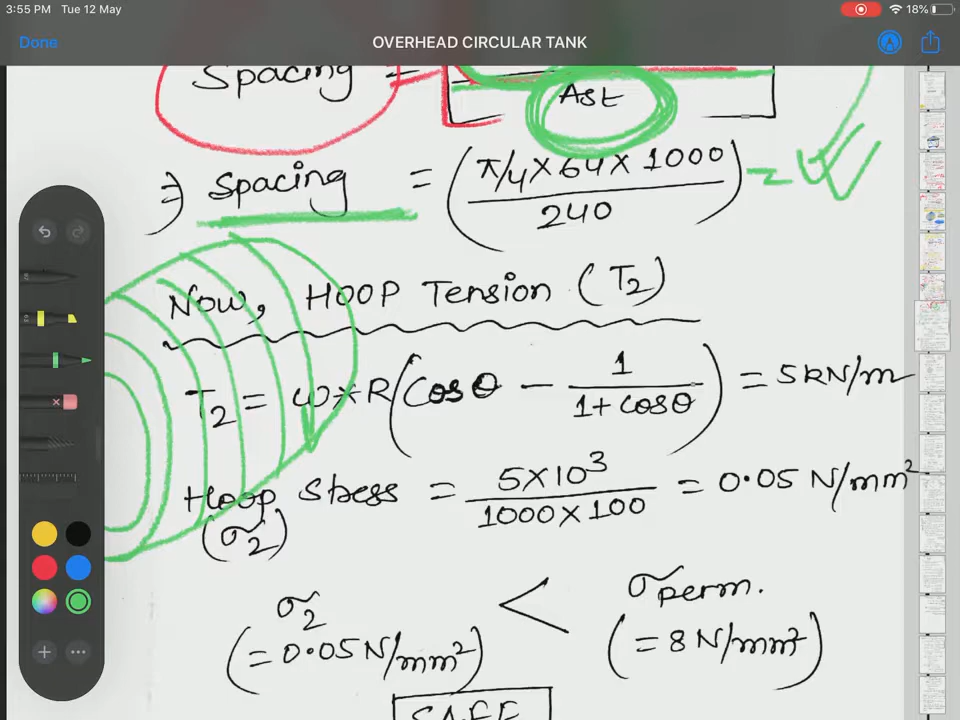 3:55 PM Tue 12 May
18%
Done
OVERHEAD CIRCULAR TANK
Spacing =
Ast
⇒ Spacing = (π/4 × 64 × 1000 / 240) =
Now, HOOP Tension (T2)
T2 = ω × R (Cosθ − 1 / 1 + cosθ) = 5kN/m
Hoop Stress = 5×10³ / 1000 × 100 = 0.05 N/mm²
(σ2)
σ2 < σperm.
(= 0.05 N/mm²) (= 8 N/mm²)
SAFE